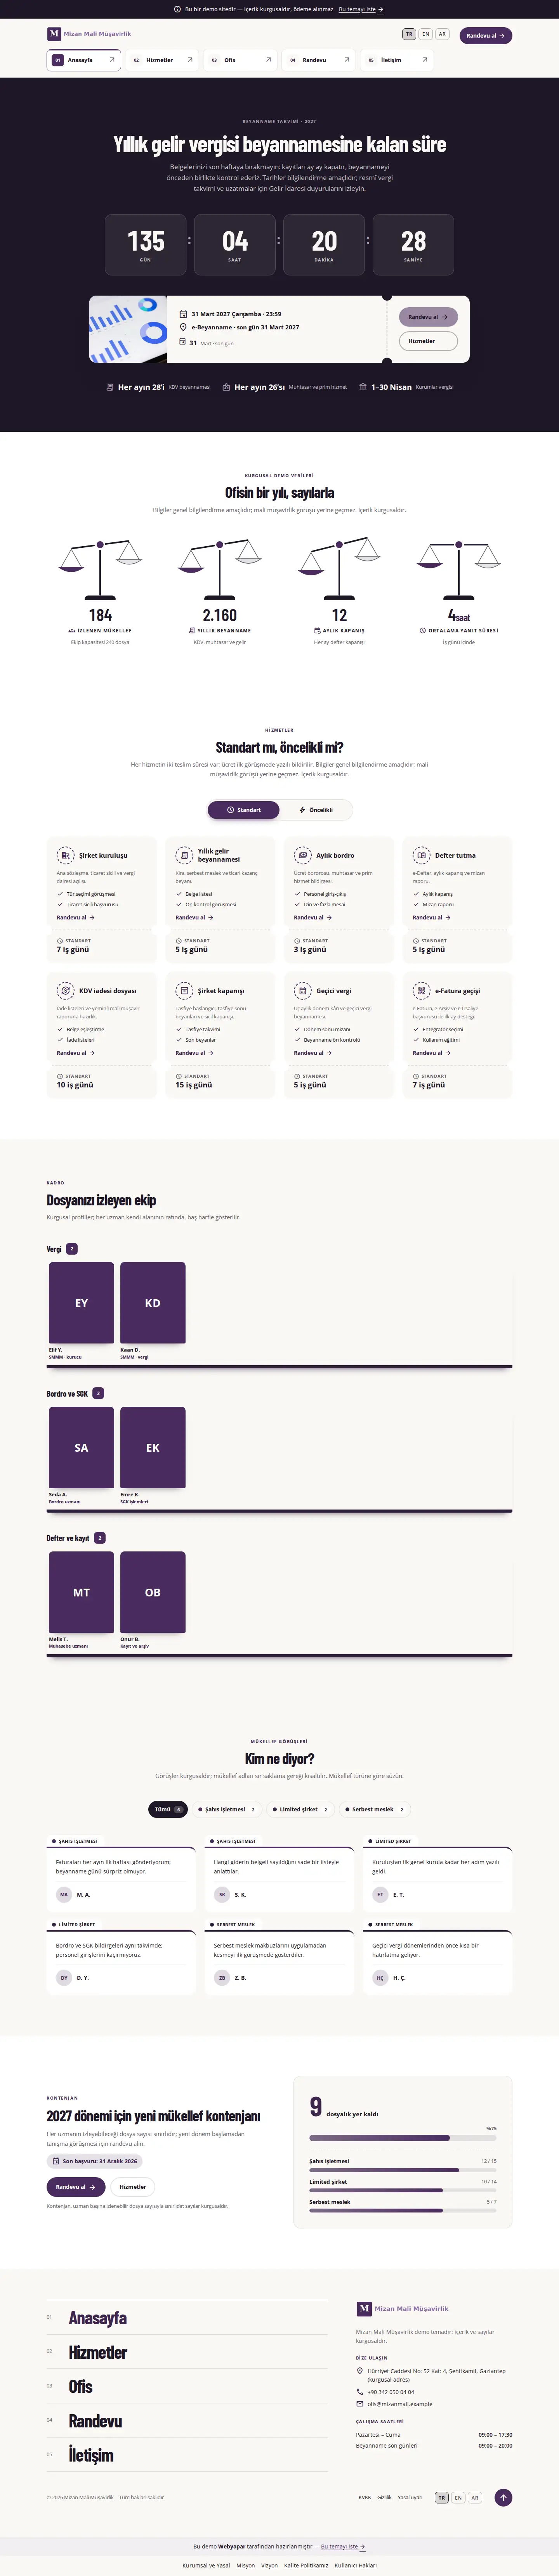 Bu bir demo sitedir — içerik kurgusaldır, ödeme alınmaz Bu temayı iste →
M Mizan Mali Müşavirlik
TR EN AR Randevu al →
01 Anasayfa
02 Hizmetler
03 Ofis
04 Randevu
05 İletişim
BEYANNAME TAKVİMİ · 2027
Yıllık gelir vergisi beyannamesine kalan süre
Belgelerinizi son haftaya bırakmayın: kayıtları ay ay kapatır, beyannameyi
önceden birlikte kontrol ederiz. Tarihler bilgilendirme amaçlıdır; resmî vergi
takvimi ve uzatmalar için Gelir İdaresi duyurularını izleyin.
135 : 04 : 20 : 28
GÜN SAAT DAKİKA SANİYE
31 Mart 2027 Çarşamba · 23:59
e-Beyanname · son gün 31 Mart 2027
31 Mart · son gün
Randevu al →
Hizmetler
Her ayın 28'i KDV beyannamesi
Her ayın 26'sı Muhtasar ve prim hizmet
1–30 Nisan Kurumlar vergisi
KURGUSAL DEMO VERİLERİ
Ofisin bir yılı, sayılarla
Bilgiler genel bilgilendirme amaçlıdır; mali müşavirlik görüşü yerine geçmez. İçerik kurgusaldır.
184
İZLENEN MÜKELLEF
Ekip kapasitesi 240 dosya
2.160
YILLIK BEYANNAME
KDV, muhtasar ve gelir
12
AYLIK KAPANIŞ
Her ay defter kapanışı
4saat
ORTALAMA YANIT SÜRESİ
İş günü içinde
HİZMETLER
Standart mı, öncelikli mi?
Her hizmetin iki teslim süresi var; ücret ilk görüşmede yazılı bildirilir. Bilgiler genel bilgilendirme amaçlıdır; mali
müşavirlik görüşü yerine geçmez. İçerik kurgusaldır.
Standart
Öncelikli
Şirket kuruluşu
Ana sözleşme, ticaret sicili ve vergi
dairesi açılışı.
Tür seçimi görüşmesi
Ticaret sicili başvurusu
Randevu al →
STANDART
7 iş günü
Yıllık gelir
beyannamesi
Kira, serbest meslek ve ticari kazanç
beyanı.
Belge listesi
Ön kontrol görüşmesi
Randevu al →
STANDART
5 iş günü
Aylık bordro
Ücret bordrosu, muhtasar ve prim
hizmet bildirgesi.
Personel giriş-çıkış
İzin ve fazla mesai
Randevu al →
STANDART
3 iş günü
Defter tutma
e-Defter, aylık kapanış ve mizan
raporu.
Aylık kapanış
Mizan raporu
Randevu al →
STANDART
5 iş günü
KDV iadesi dosyası
İade listeleri ve yeminli mali müşavir
raporuna hazırlık.
Belge eşleştirme
İade listeleri
Randevu al →
STANDART
10 iş günü
Şirket kapanışı
Tasfiye başlangıcı, tasfiye sonu
beyanları ve sicil kapanışı.
Tasfiye takvimi
Son beyanlar
Randevu al →
STANDART
15 iş günü
Geçici vergi
Üç aylık dönem kârı ve geçici vergi
beyannamesi.
Dönem sonu mizanı
Beyanname ön kontrolü
Randevu al →
STANDART
5 iş günü
e-Fatura geçişi
e-Fatura, e-Arşiv ve e-İrsaliye
başvurusu ile ilk ay desteği.
Entegratör seçimi
Kullanım eğitimi
Randevu al →
STANDART
7 iş günü
KADRO
Dosyanızı izleyen ekip
Kurgusal profiller; her uzman kendi alanının rafında, baş harfle gösterilir.
Vergi 2
EY KD
Elif Y. Kaan D.
SMMM · kurucu SMMM · vergi
Bordro ve SGK 2
SA EK
Seda A. Emre K.
Bordro uzmanı SGK işlemleri
Defter ve kayıt 2
MT OB
Melis T. Onur B.
Muhasebe uzmanı Kayıt ve arşiv
MÜKELLEF GÖRÜŞLERİ
Kim ne diyor?
Görüşler kurgusaldır; mükellef adları sır saklama gereği kısaltılır. Mükellef türüne göre süzün.
Tümü 6 Şahıs işletmesi 2 Limited şirket 2 Serbest meslek 2
ŞAHIS İŞLETMESİ
Faturaları her ayın ilk haftası gönderiyorum;
beyanname günü sürpriz olmuyor.
MA M. A.
ŞAHIS İŞLETMESİ
Hangi giderin belgeli sayıldığını sade bir listeyle
anlattılar.
SK S. K.
LİMİTED ŞİRKET
Kuruluştan ilk genel kurula kadar her adım yazılı
geldi.
ET E. T.
LİMİTED ŞİRKET
Bordro ve SGK bildirgeleri aynı takvimde;
personel girişlerini kaçırmıyoruz.
DY D. Y.
SERBEST MESLEK
Serbest meslek makbuzlarını uygulamadan
kesmeyi ilk görüşmede gösterdiler.
ZB Z. B.
SERBEST MESLEK
Geçici vergi dönemlerinden önce kısa bir
hatırlatma geliyor.
HÇ H. Ç.
KONTENJAN
2027 dönemi için yeni mükellef kontenjanı
Her uzmanın izleyebileceği dosya sayısı sınırlıdır; yeni dönem başlamadan
tanışma görüşmesi için randevu alın.
Son başvuru: 31 Aralık 2026
Randevu al → Hizmetler
Kontenjan, uzman başına izlenebilir dosya sayısıyla sınırlıdır; sayılar kurgusaldır.
9 dosyalık yer kaldı
%75
Şahıs işletmesi 12 / 15
Limited şirket 10 / 14
Serbest meslek 5 / 7
01 Anasayfa
02 Hizmetler
03 Ofis
04 Randevu
05 İletişim
M Mizan Mali Müşavirlik
Mizan Mali Müşavirlik demo temadır; içerik ve sayılar
kurgusaldır.
BİZE ULAŞIN
Hürriyet Caddesi No: 52 Kat: 4, Şehitkamil, Gaziantep
(kurgusal adres)
+90 342 050 04 04
ofis@mizanmali.example
ÇALIŞMA SAATLERİ
Pazartesi – Cuma 09:00 – 17:30
Beyanname son günleri 09:00 – 20:00
© 2026 Mizan Mali Müşavirlik Tüm hakları saklıdır
KVKK Gizlilik Yasal uyarı TR EN AR
Bu demo Webyapar tarafından hazırlanmıştır — Bu temayı iste →
Kurumsal ve Yasal Misyon Vizyon Kalite Politikamız Kullanıcı Hakları